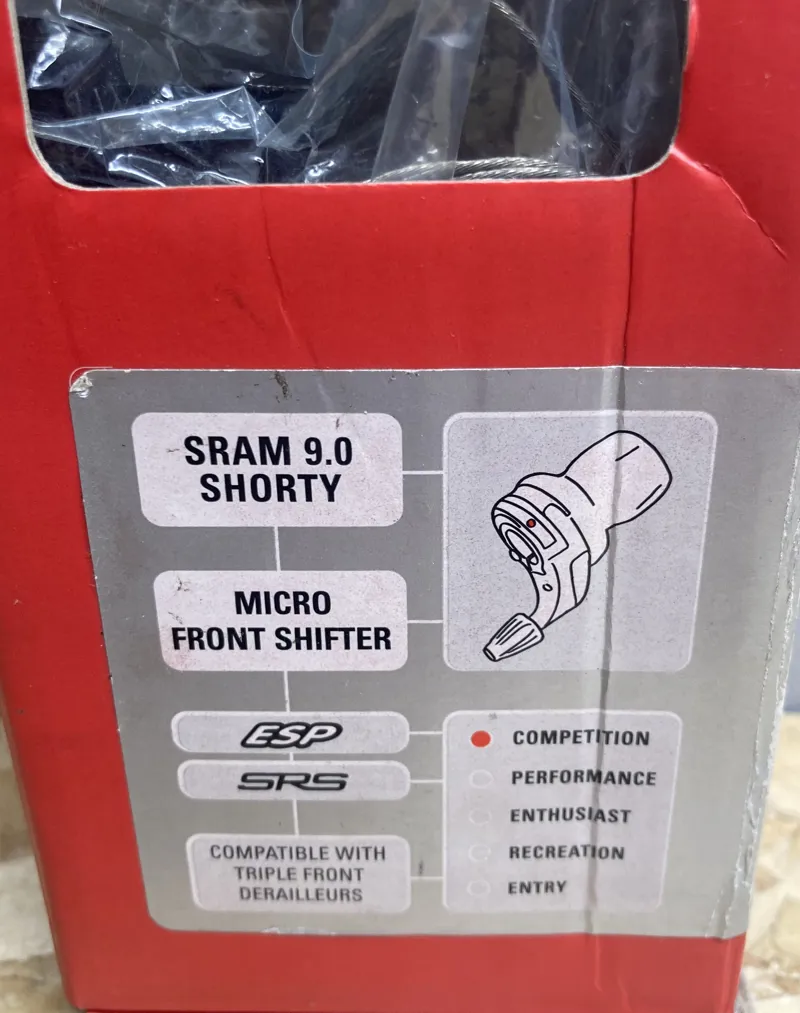 SRAM 9.0
SHORTY
MICRO
FRONT SHIFTER
ESP
SRS
COMPATIBLE WITH
TRIPLE FRONT
DERAILLEURS
COMPETITION
PERFORMANCE
ENTHUSIAST
RECREATION
ENTRY